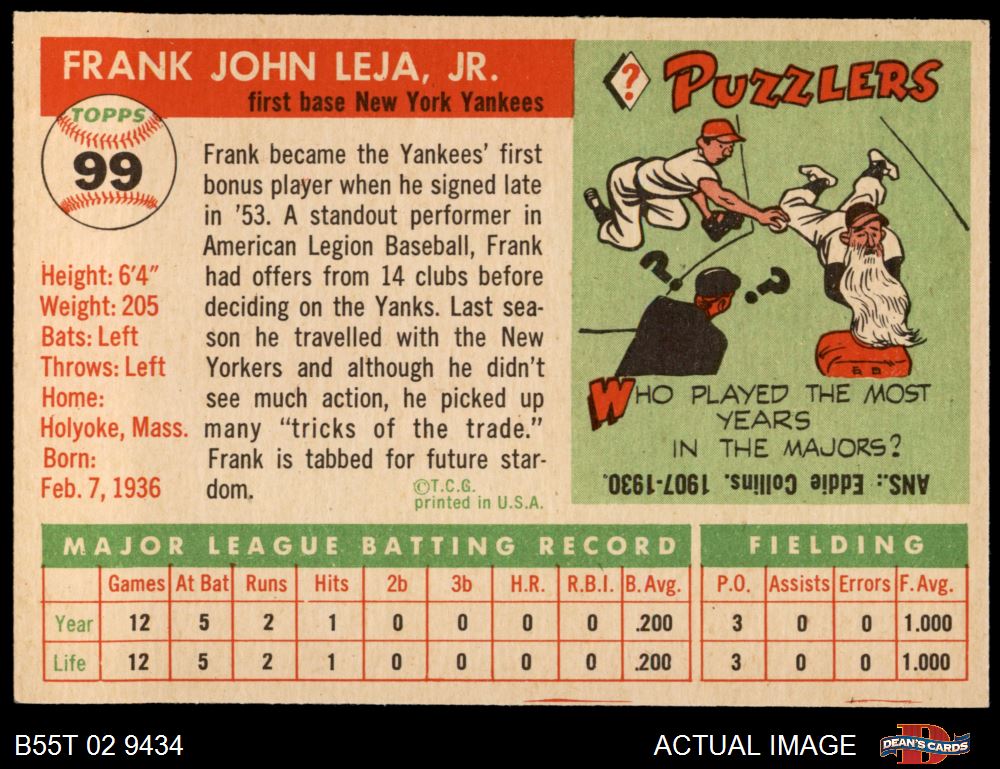 FRANK JOHN LEJA, JR.
first base New York Yankees
TOPPS
99
Height: 6'4"
Weight: 205
Bats: Left
Throws: Left
Home:
Holyoke, Mass.
Born:
Feb. 7, 1936
Frank became the Yankees' first
bonus player when he signed late
in '53. A standout performer in
American Legion Baseball, Frank
had offers from 14 clubs before
deciding on the Yanks. Last sea-
son he travelled with the New
Yorkers and although he didn't
see much action, he picked up
many "tricks of the trade."
Frank is tabbed for future star-
dom.
©T.C.G.
printed in U.S.A.
? PUZZLERS
? ?
WHO PLAYED THE MOST
YEARS
IN THE MAJORS?
ANS.: Eddie Collins. 1907-1930.
MAJOR LEAGUE BATTING RECORD
Games At Bat Runs Hits 2b 3b H.R. R.B.I. B. Avg.
Year 12 5 2 1 0 0 0 0 .200
Life 12 5 2 1 0 0 0 0 .200
FIELDING
P.O. Assists Errors F. Avg.
3 0 0 1.000
3 0 0 1.000
B55T 02 9434
ACTUAL IMAGE
D
DEAN'S CARDS